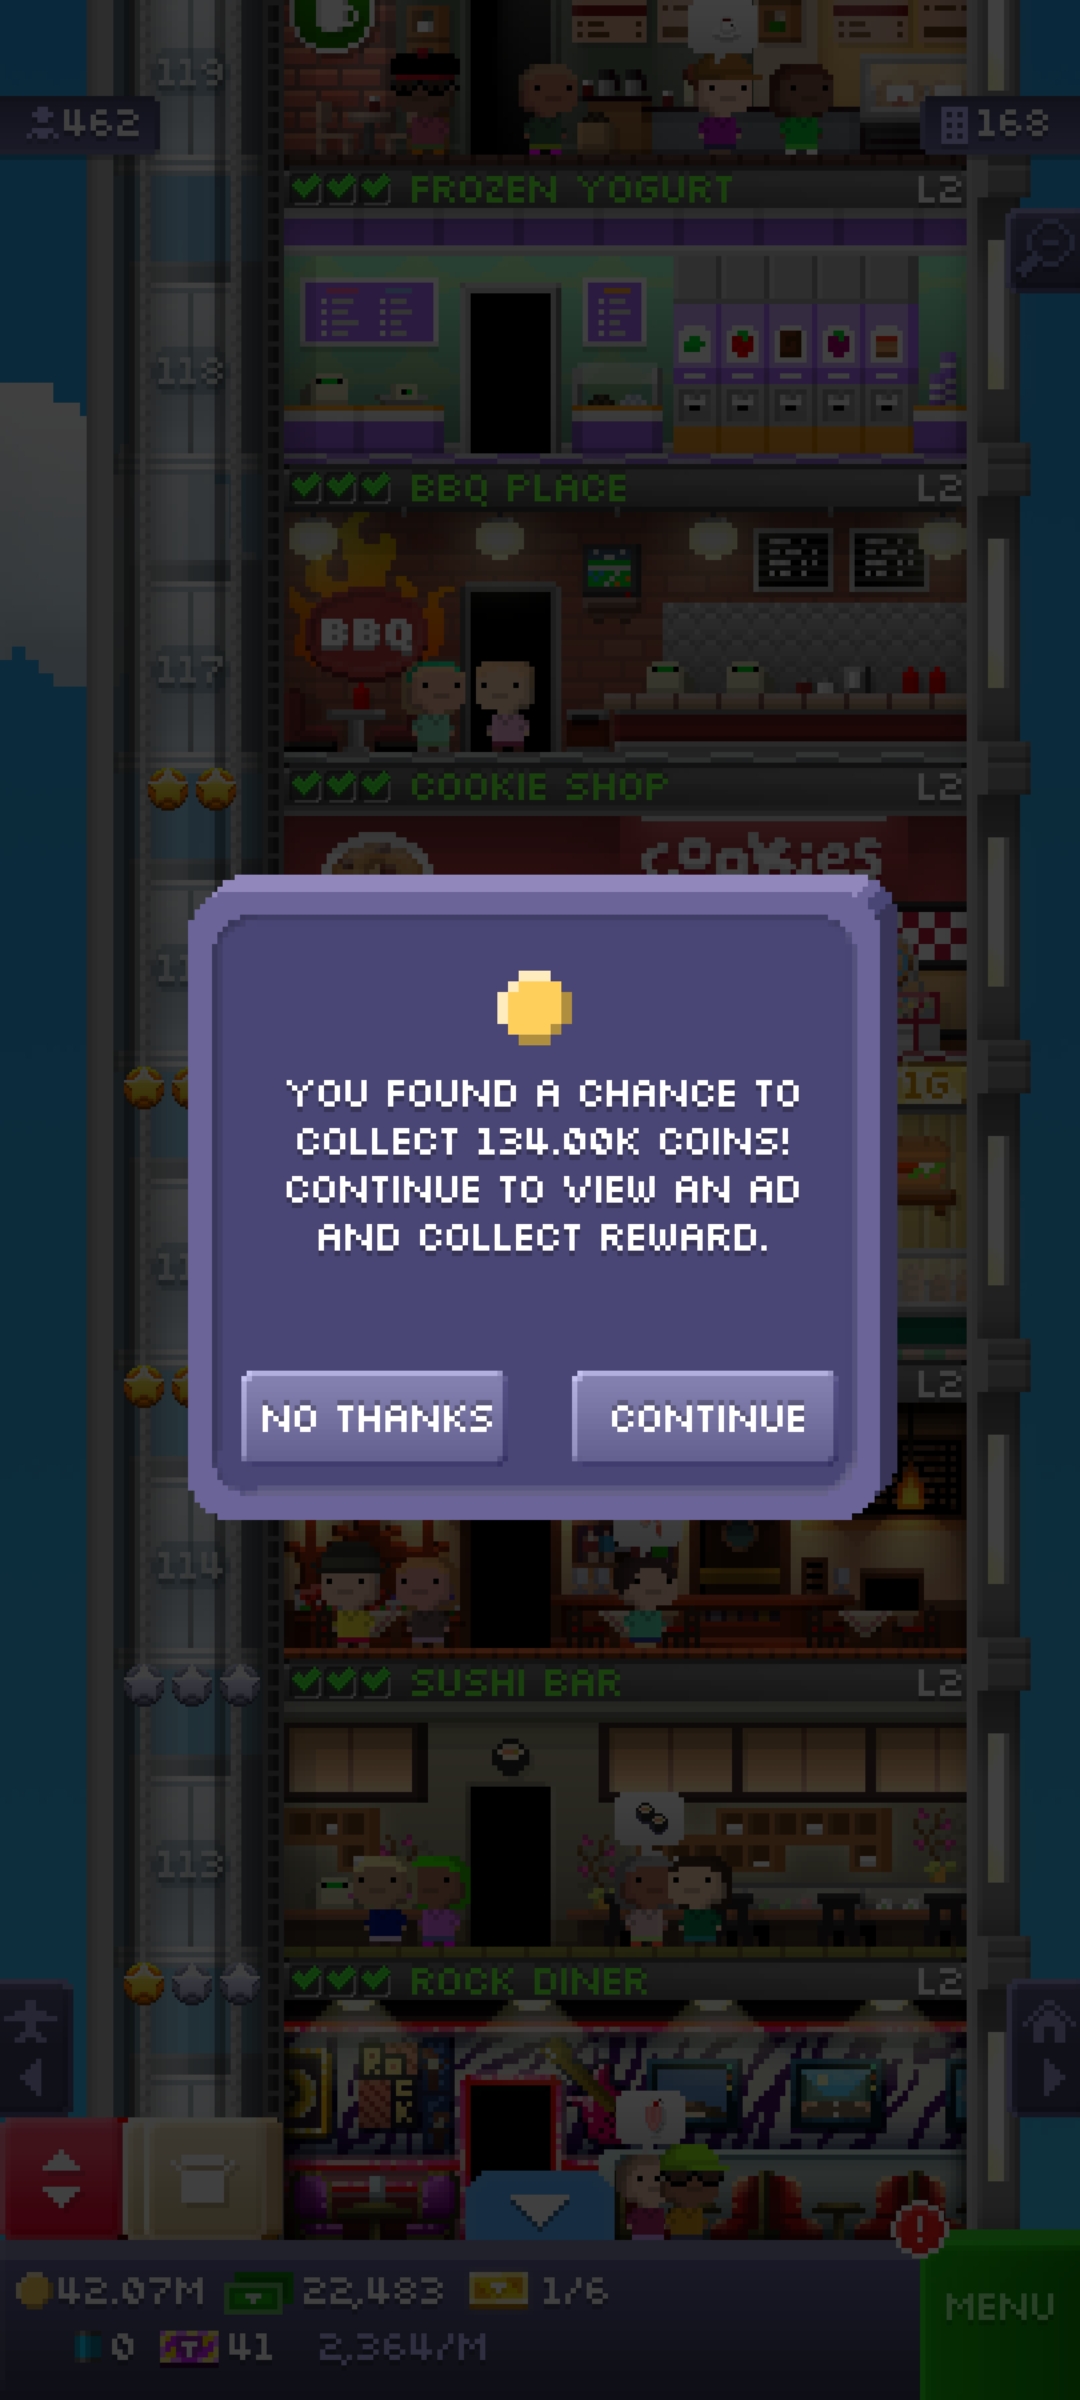 119
462
168
FROZEN YOGURT L2
118
BBQ PLACE L2
BBQ
117
COOKIE SHOP L2
COOKIES
1G
YOU FOUND A CHANCE TO
COLLECT 134.00K COINS!
CONTINUE TO VIEW AN AD
AND COLLECT REWARD.
L2
NO THANKS
CONTINUE
114
SUSHI BAR L2
113
ROCK DINER L2
ROCK
42.07M 22,483 1/6
0 41 2,364/M
MENU